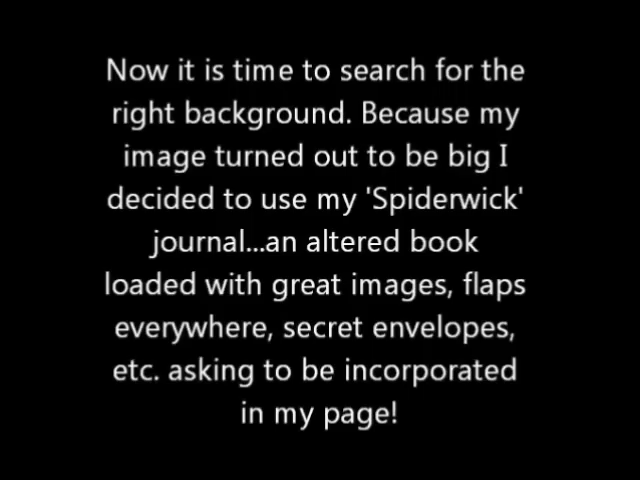 Now it is time to search for the
right background. Because my
image turned out to be big I
decided to use my 'Spiderwick'
journal...an altered book
loaded with great images, flaps
everywhere, secret envelopes,
etc. asking to be incorporated
in my page!